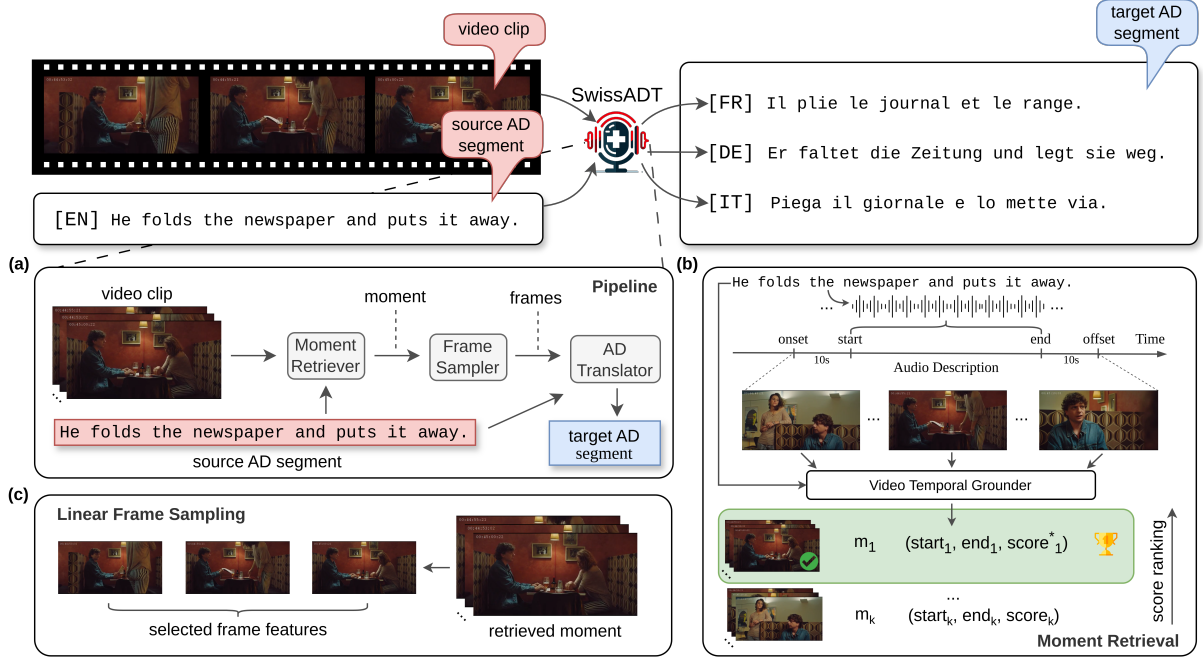 video clip
target AD
segment
SwissADT
source AD
segment
[FR] Il plie le journal et le range.
[DE] Er faltet die Zeitung und legt sie weg.
[IT] Piega il giornale e lo mette via.
[EN] He folds the newspaper and puts it away.
(a)
Pipeline
video clip
moment
frames
Moment
Retriever
Frame
Sampler
AD
Translator
He folds the newspaper and puts it away.
source AD segment
target AD
segment
(b)
He folds the newspaper and puts it away.
... ...
onset start end offset Time
10s 10s
Audio Description
... ...
Video Temporal Grounder
m1 (start1, end1, score*1)
...
mk (startk, endk, scorek)
score ranking
Moment Retrieval
(c)
Linear Frame Sampling
selected frame features
retrieved moment